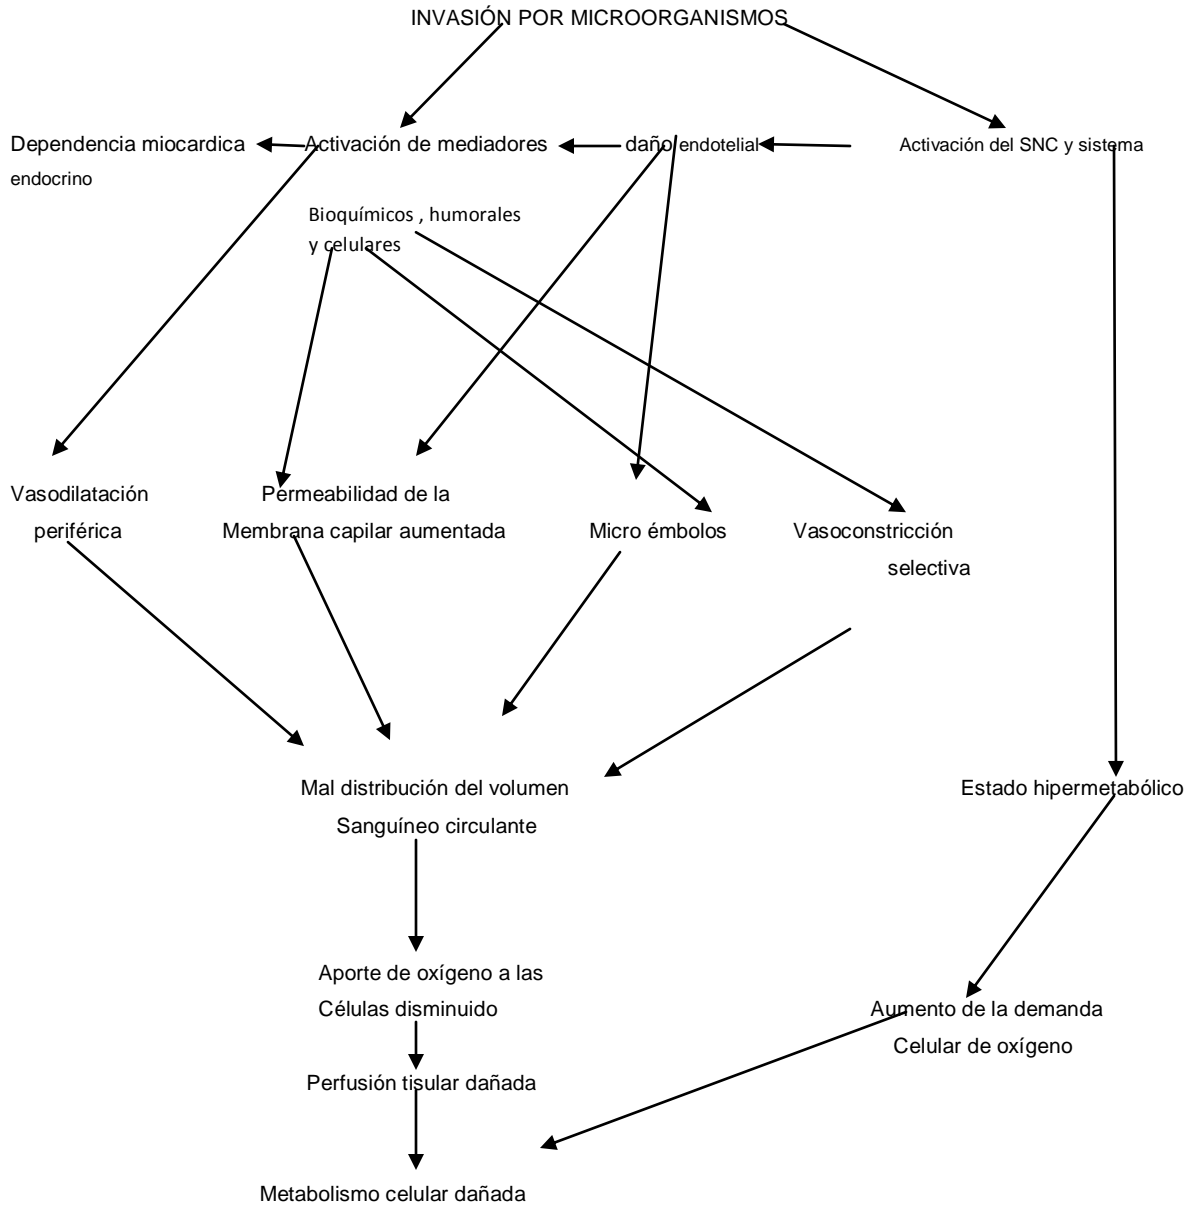 INVASIÓN POR MICROORGANISMOS
Dependencia miocardica Activación de mediadores daño endotelial Activación del SNC y sistema
endocrino
Bioquímicos , humorales
y celulares
Vasodilatación Permeabilidad de la
periférica Membrana capilar aumentada Micro émbolos Vasoconstricción
selectiva
Mal distribución del volumen Estado hipermetabólico
Sanguíneo circulante
Aporte de oxígeno a las
Células disminuido Aumento de la demanda
Celular de oxígeno
Perfusión tisular dañada
Metabolismo celular dañada